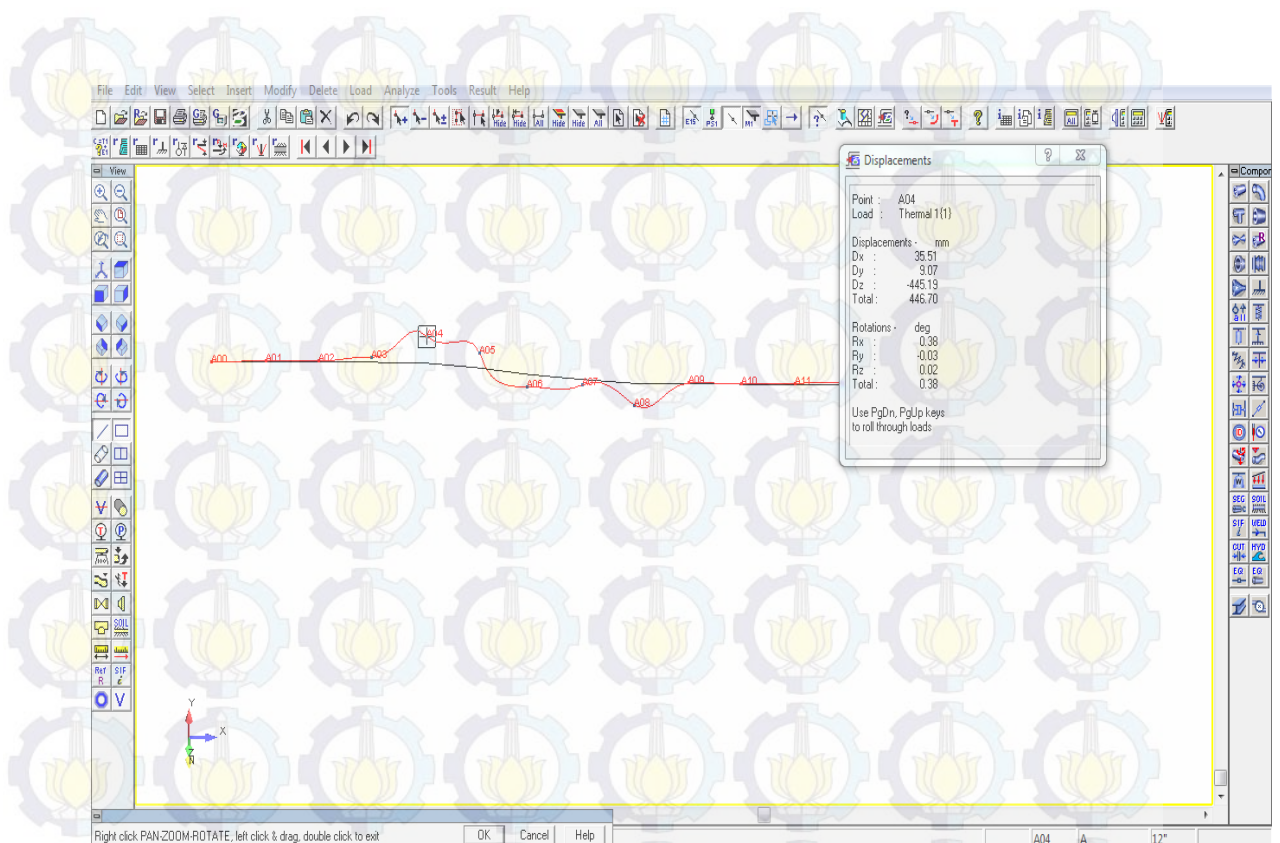 File Edit View Select Insert Modify Delete Load Analyze Tools Result Help
View
Compor
Displacements
Point : A04
Load : Thermal 1{1}
Displacements - mm
Dx : 35.51
Dy : 9.07
Dz : -445.19
Total : 446.70
Rotations - deg
Rx : 0.38
Ry : -0.03
Rz : 0.02
Total : 0.38
Use PgDn, PgUp keys
to roll through loads
A00 A01 A02 A03 A04 A05 A06 A07 A08 A09 A10 A11
Y
X
Right click PAN-ZOOM-ROTATE, left click & drag, double click to exit
OK Cancel Help
A04 A 12"